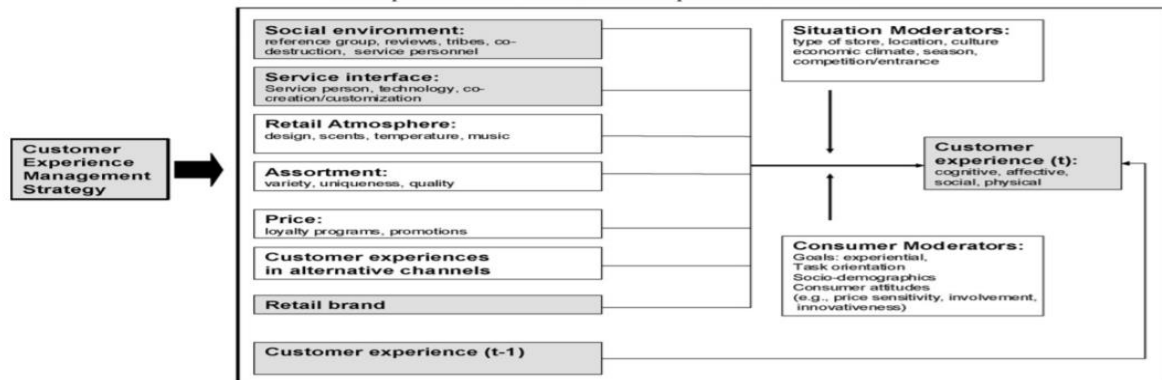 Customer
Experience
Management
Strategy
Social environment:
reference group, reviews, tribes, co-
destruction, service personnel
Service interface:
Service person, technology, co-
creation/customization
Retail Atmosphere:
design, scents, temperature, music
Assortment:
variety, uniqueness, quality
Price:
loyalty programs, promotions
Customer experiences
in alternative channels
Retail brand
Customer experience (t-1)
Situation Moderators:
type of store, location, culture
economic climate, season,
competition/entrance
Consumer Moderators:
Goals: experiential,
Task orientation
Socio-demographics
Consumer attitudes
(e.g., price sensitivity, involvement,
innovativeness)
Customer
experience (t):
cognitive, affective,
social, physical